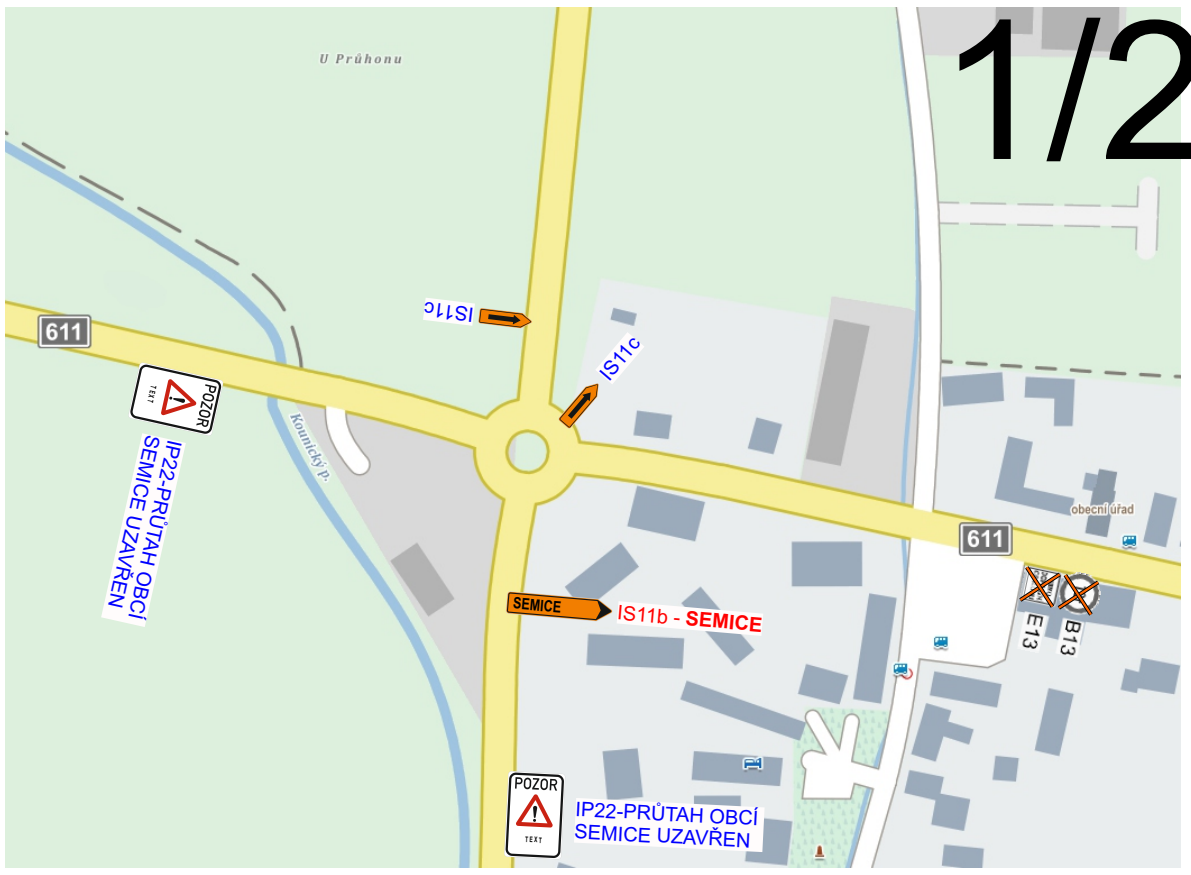 1/2
U Průhonu
611
IS11c
IS11c
POZOR
TEXT
IP22-PRŮTAH OBCÍ
SEMICE UZAVŘEN
Kounický p.
obecní úřad
611
SEMICE
IS11b - SEMICE
E13
B13
POZOR
TEXT
IP22-PRŮTAH OBCÍ
SEMICE UZAVŘEN